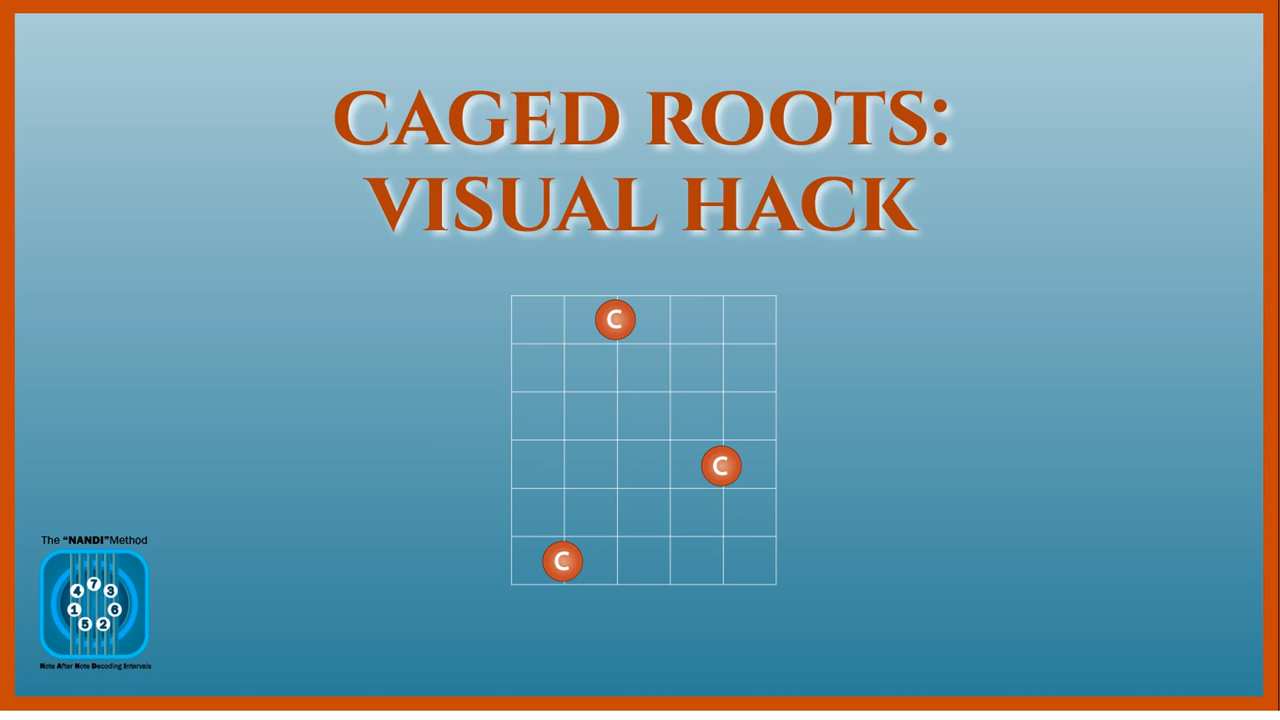 CAGED ROOTS:
VISUAL HACK
C
C
C
The “NANDI”Method
7
4 3
1 6
5 2
Note After Note Decoding Intervals